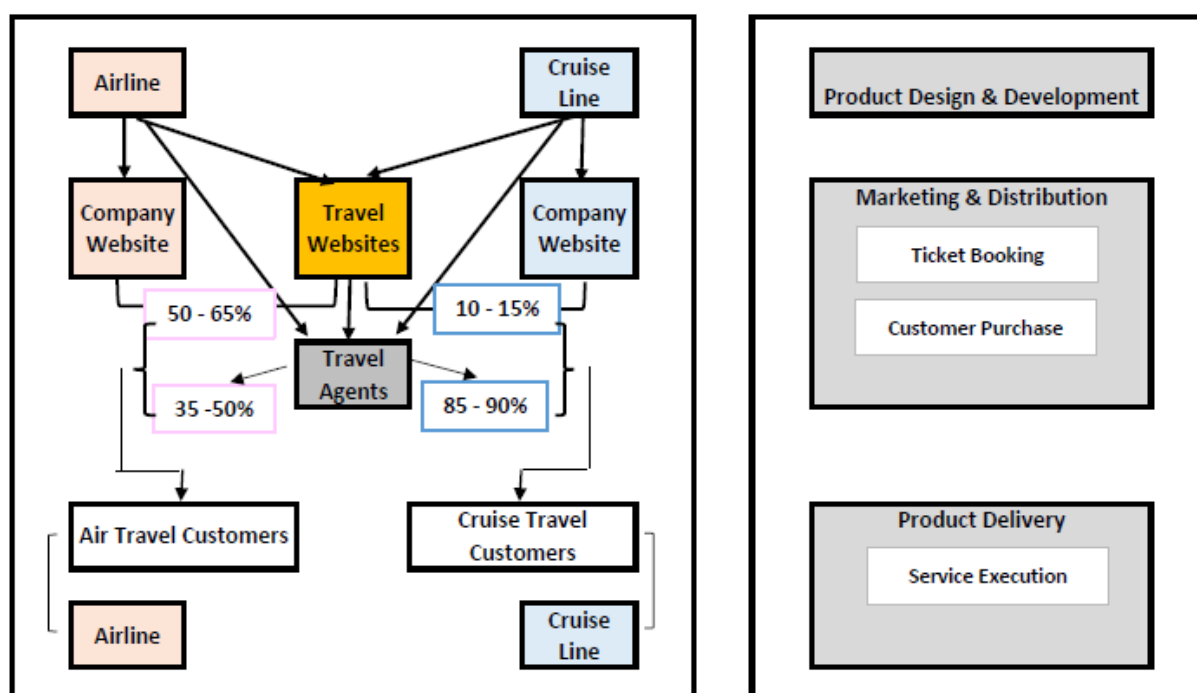 Airline
Cruise
Line
Product Design & Development
Company
Website
Travel
Websites
Company
Website
Marketing & Distribution
Ticket Booking
Customer Purchase
50 - 65%
10 - 15%
Travel
Agents
35 -50%
85 - 90%
Air Travel Customers
Cruise Travel
Customers
Product Delivery
Service Execution
Airline
Cruise
Line